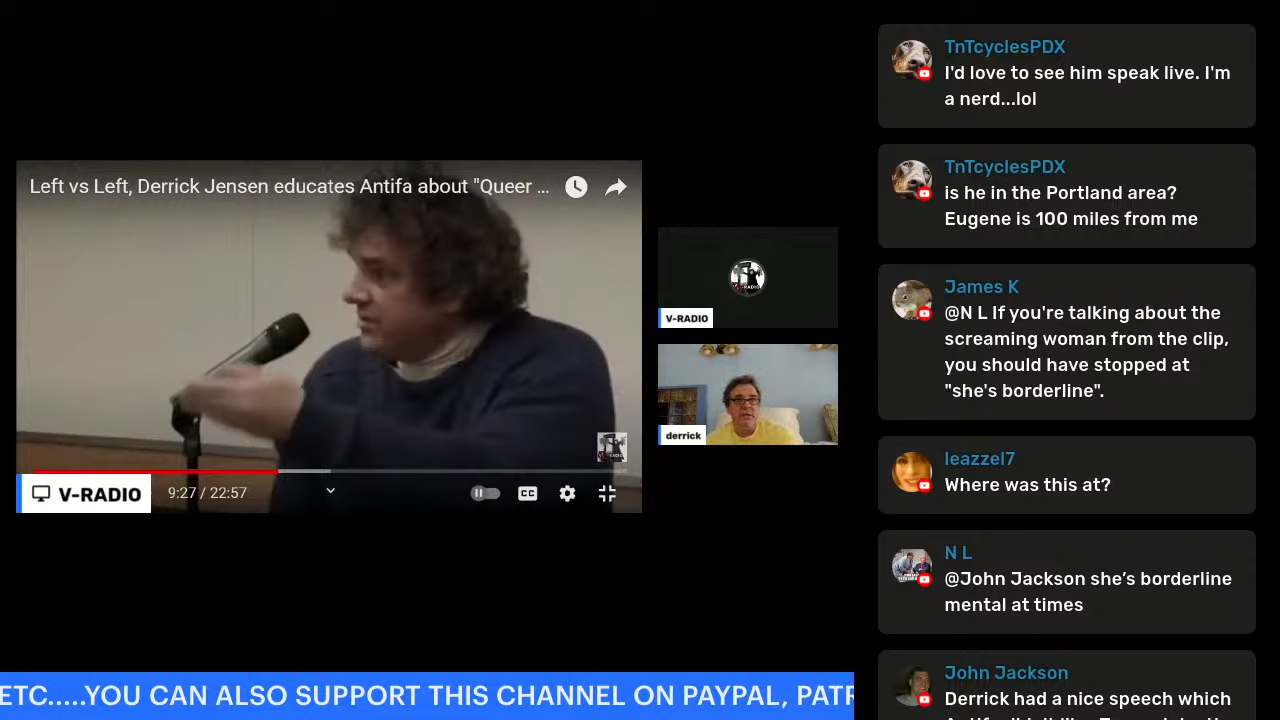 Left vs Left, Derrick Jensen educates Antifa about "Queer ...
V-RADIO
9:27 / 22:57
CC
V-RADIO
derrick
TnTcyclesPDX
I'd love to see him speak live. I'm
a nerd...lol
TnTcyclesPDX
is he in the Portland area?
Eugene is 100 miles from me
James K
@N L If you're talking about the
screaming woman from the clip,
you should have stopped at
"she's borderline".
leazzel7
Where was this at?
N L
@John Jackson she’s borderline
mental at times
John Jackson
Derrick had a nice speech which
ETC.....YOU CAN ALSO SUPPORT THIS CHANNEL ON PAYPAL, PATR